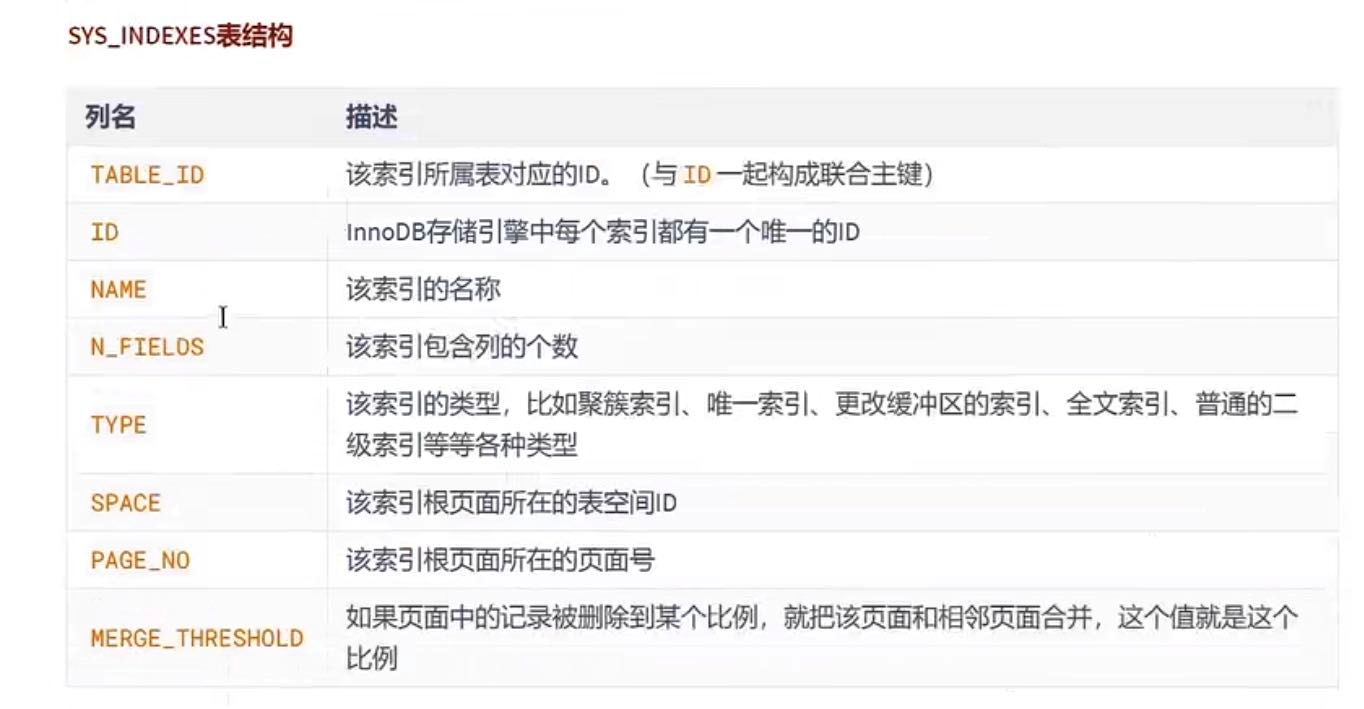 SYS_INDEXES表结构
列名 描述
TABLE_ID 该索引所属表对应的ID。（与 ID 一起构成联合主键）
ID InnoDB存储引擎中每个索引都有一个唯一的ID
NAME 该索引的名称
N_FIELDS 该索引包含列的个数
TYPE 该索引的类型，比如聚簇索引、唯一索引、更改缓冲区的索引、全文索引、普通的二
级索引等等各种类型
SPACE 该索引根页面所在的表空间ID
PAGE_NO 该索引根页面所在的页面号
MERGE_THRESHOLD 如果页面中的记录被删除到某个比例，就把该页面和相邻页面合并，这个值就是这个
比例